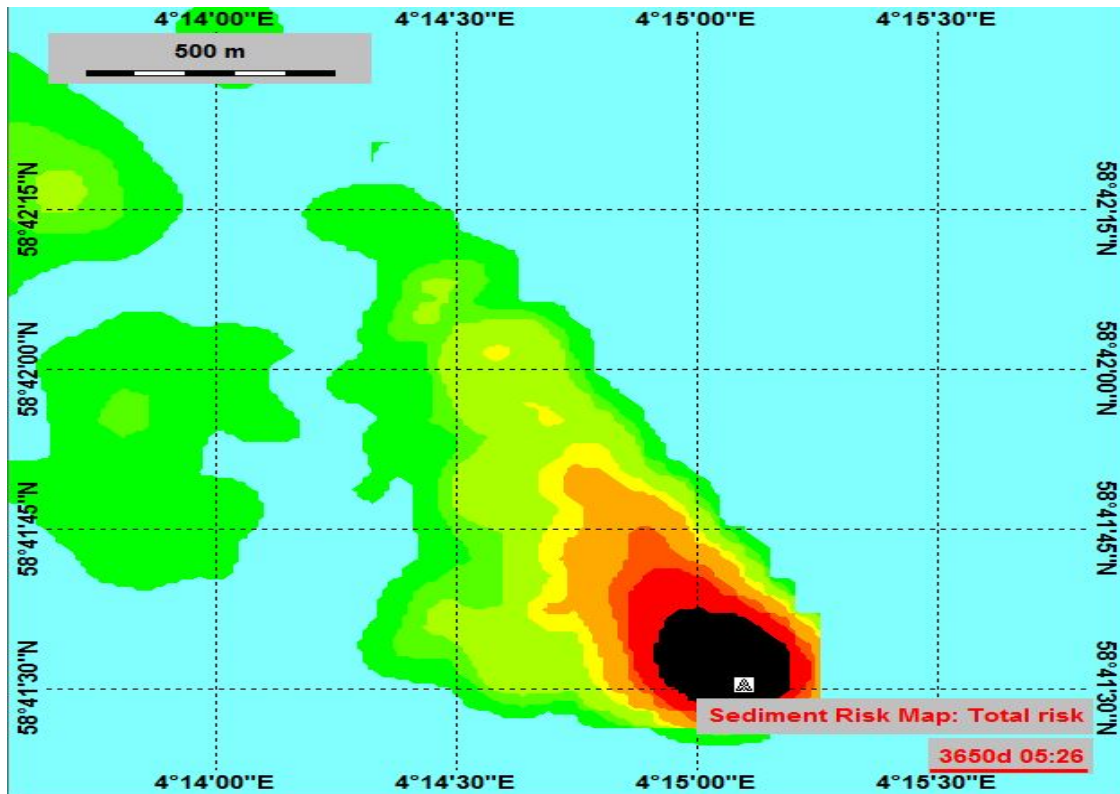 4°14'00"E 4°14'30"E 4°15'00"E 4°15'30"E
500 m
58°42'15"N 58°42'15"N
58°42'00"N 58°42'00"N
58°41'45"N 58°41'45"N
58°41'30"N 58°41'30"N
Sediment Risk Map: Total risk
3650d 05:26
4°14'00"E 4°14'30"E 4°15'00"E 4°15'30"E